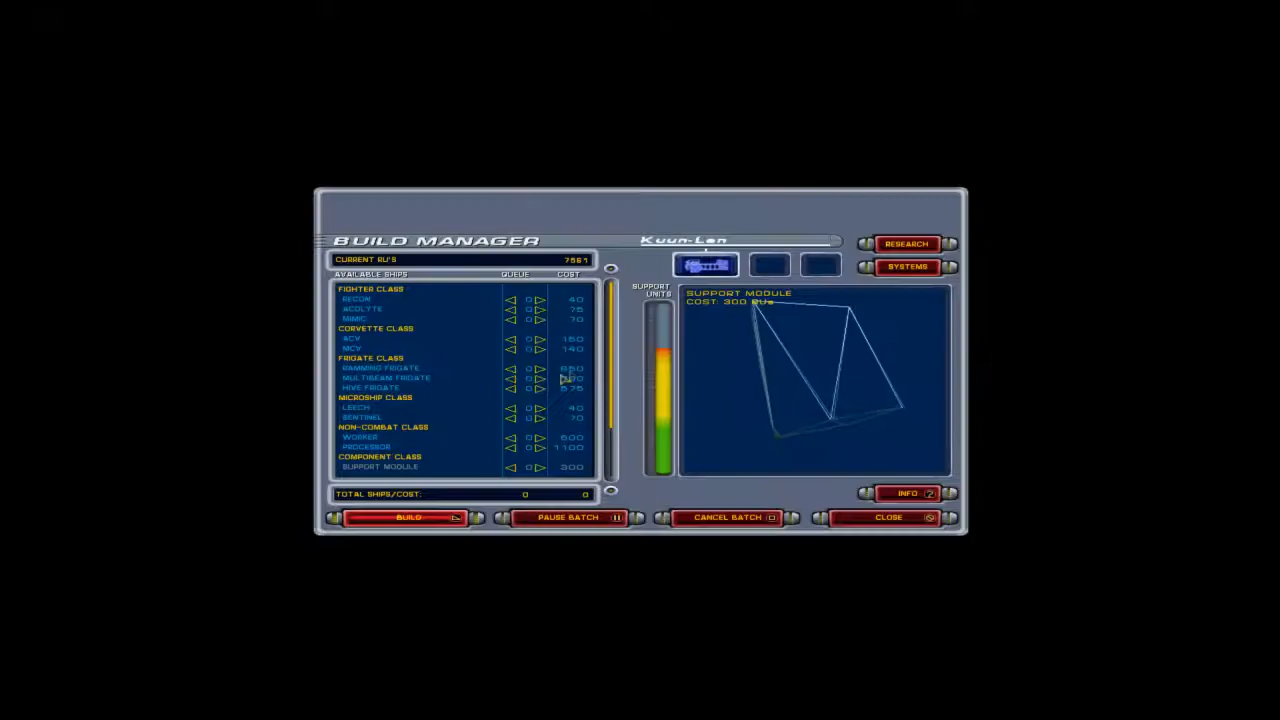 BUILD MANAGER
Kuun-Lan
RESEARCH
CURRENT RU'S 7561
SYSTEMS
AVAILABLE SHIPS QUEUE COST
SUPPORT UNITS
SUPPORT MODULE
COST: 300 RUs
FIGHTER CLASS
RECON 0 40
ACOLYTE 0 75
MIMIC 0 70
CORVETTE CLASS
ACV 0 150
MCV 0 140
FRIGATE CLASS
RAMMING FRIGATE 0
MULTIBEAM FRIGATE 0
HIVE FRIGATE 0 575
MICROSHIP CLASS
LEECH 0 40
SENTINEL 0 70
NON-COMBAT CLASS
WORKER 0 600
PROCESSOR 0 1100
COMPONENT CLASS
SUPPORT MODULE 0 300
TOTAL SHIPS/COST: 0 0
INFO
BUILD
PAUSE BATCH
CANCEL BATCH
CLOSE